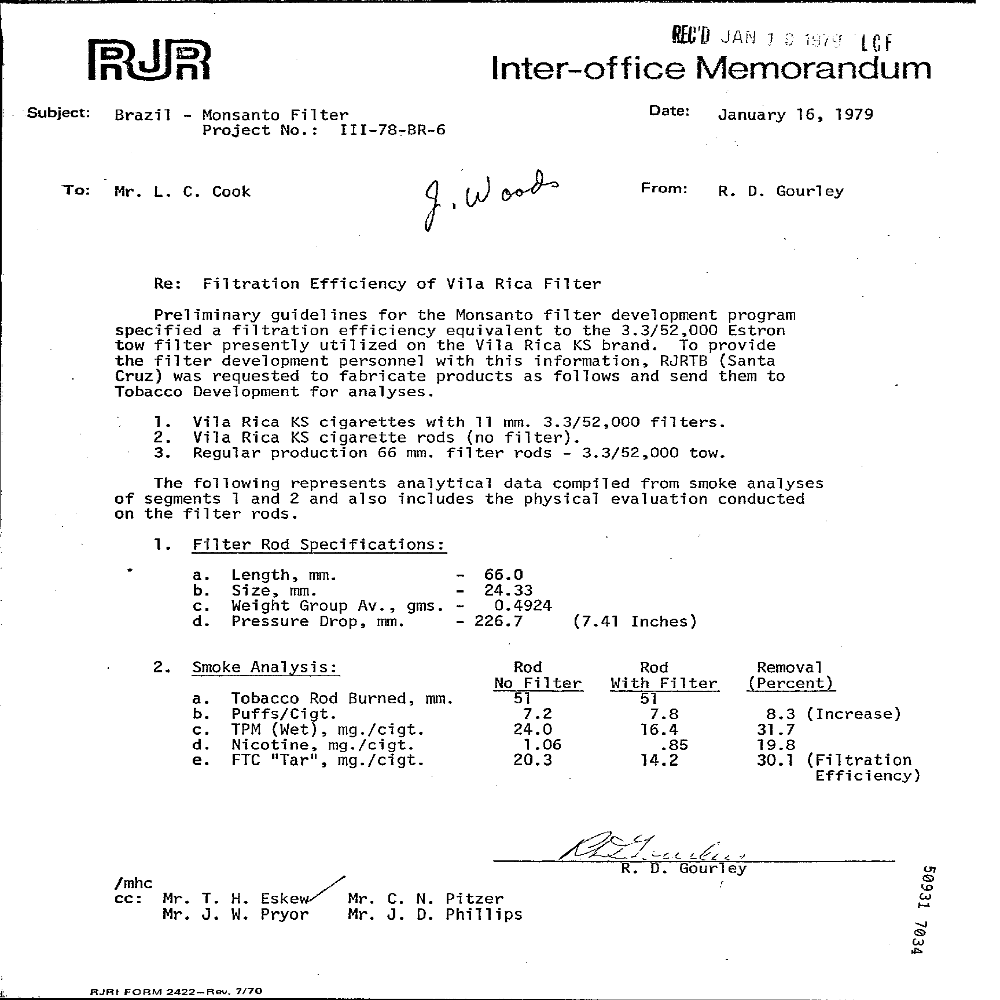 REC'D JAN 1 1979 LCF
RJR
Inter-office Memorandum
Subject: Brazil - Monsanto Filter Date: January 16, 1979
Project No.: III-78-BR-6
To: Mr. L. C. Cook J. Woods From: R. D. Gourley
Re: Filtration Efficiency of Vila Rica Filter
Preliminary guidelines for the Monsanto filter development program
specified a filtration efficiency equivalent to the 3.3/52,000 Estron
tow filter presently utilized on the Vila Rica KS brand. To provide
the filter development personnel with this information, RJRTB (Santa
Cruz) was requested to fabricate products as follows and send them to
Tobacco Development for analyses.
1. Vila Rica KS cigarettes with 11 mm. 3.3/52,000 filters.
2. Vila Rica KS cigarette rods (no filter).
3. Regular production 66 mm. filter rods - 3.3/52,000 tow.
The following represents analytical data compiled from smoke analyses
of segments 1 and 2 and also includes the physical evaluation conducted
on the filter rods.
1. Filter Rod Specifications:
a. Length, mm. - 66.0
b. Size, mm. - 24.33
c. Weight Group Av., gms. - 0.4924
d. Pressure Drop, mm. - 226.7 (7.41 Inches)
2. Smoke Analysis: Rod Rod Removal
No Filter With Filter (Percent)
a. Tobacco Rod Burned, mm. 51 51
b. Puffs/Cigt. 7.2 7.8 8.3 (Increase)
c. TPM (Wet), mg./cigt. 24.0 16.4 31.7
d. Nicotine, mg./cigt. 1.06 .85 19.8
e. FTC "Tar", mg./cigt. 20.3 14.2 30.1 (Filtration
Efficiency)
R. D. Gourley
/mhc
cc: Mr. T. H. Eskew Mr. C. N. Pitzer
Mr. J. W. Pryor Mr. J. D. Phillips
50931 7034
RJRI FORM 2422—Rev. 7/70